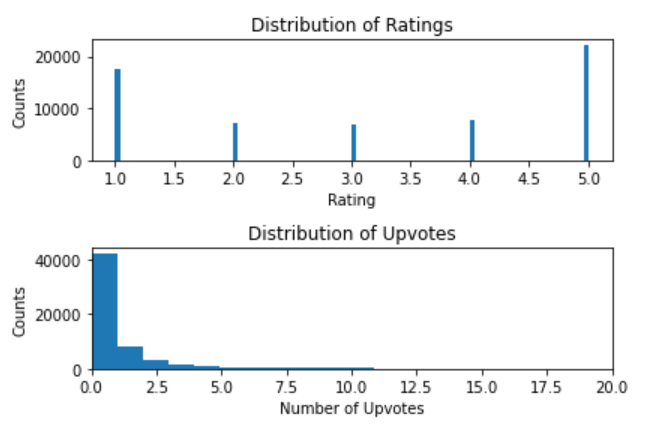 Distribution of Ratings
20000
10000
0
Counts
1.0 1.5 2.0 2.5 3.0 3.5 4.0 4.5 5.0
Rating
Distribution of Upvotes
40000
20000
0
Counts
0.0 2.5 5.0 7.5 10.0 12.5 15.0 17.5 20.0
Number of Upvotes